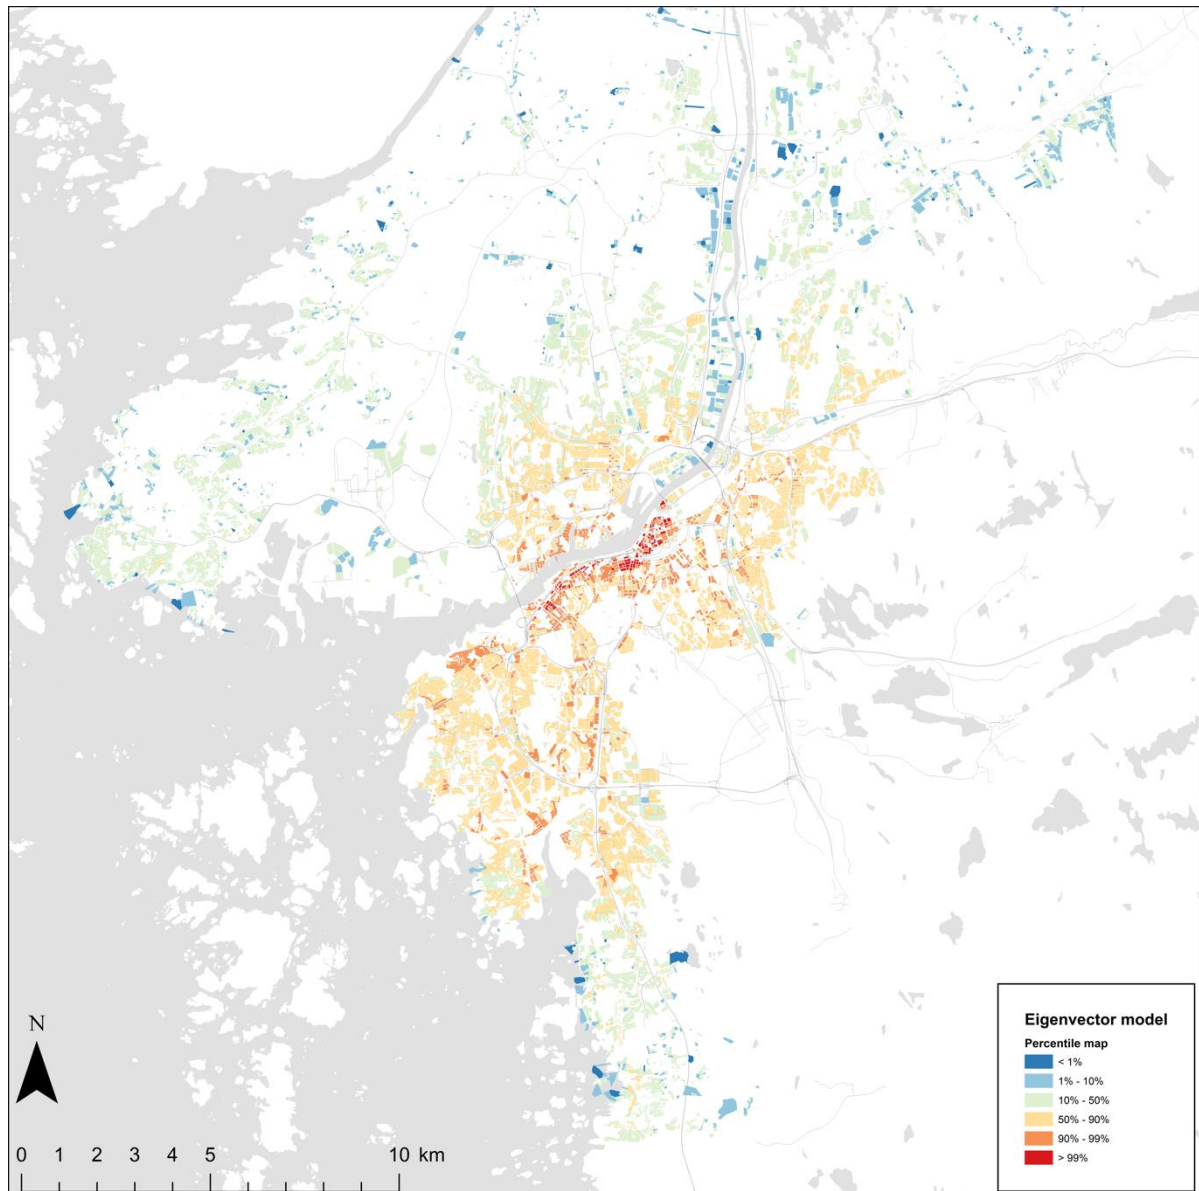 N
0 1 2 3 4 5 10 km
Eigenvector model
Percentile map
< 1%
1% - 10%
10% - 50%
50% - 90%
90% - 99%
> 99%